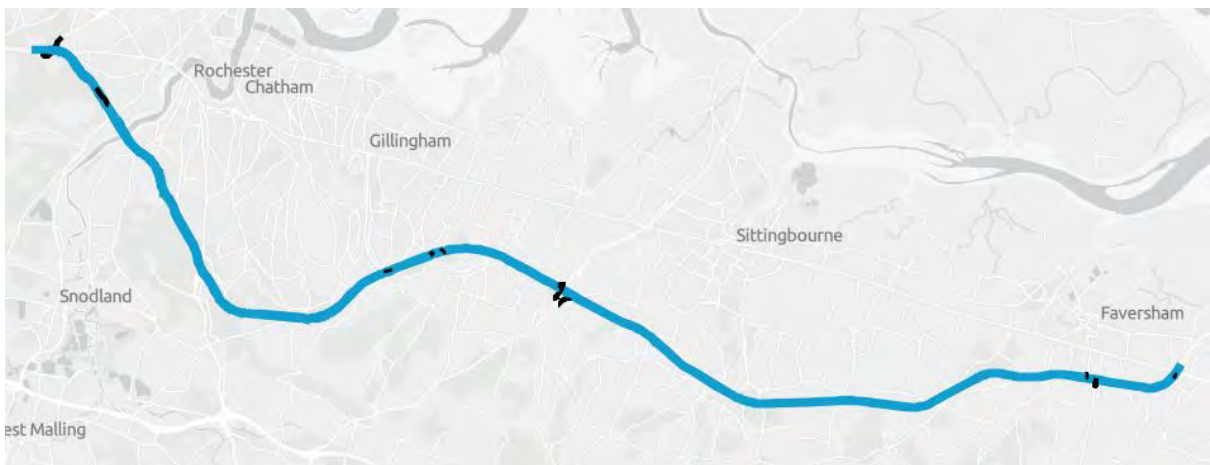 Rochester
Chatham
Gillingham
Sittingbourne
Snodland
Faversham
est Malling